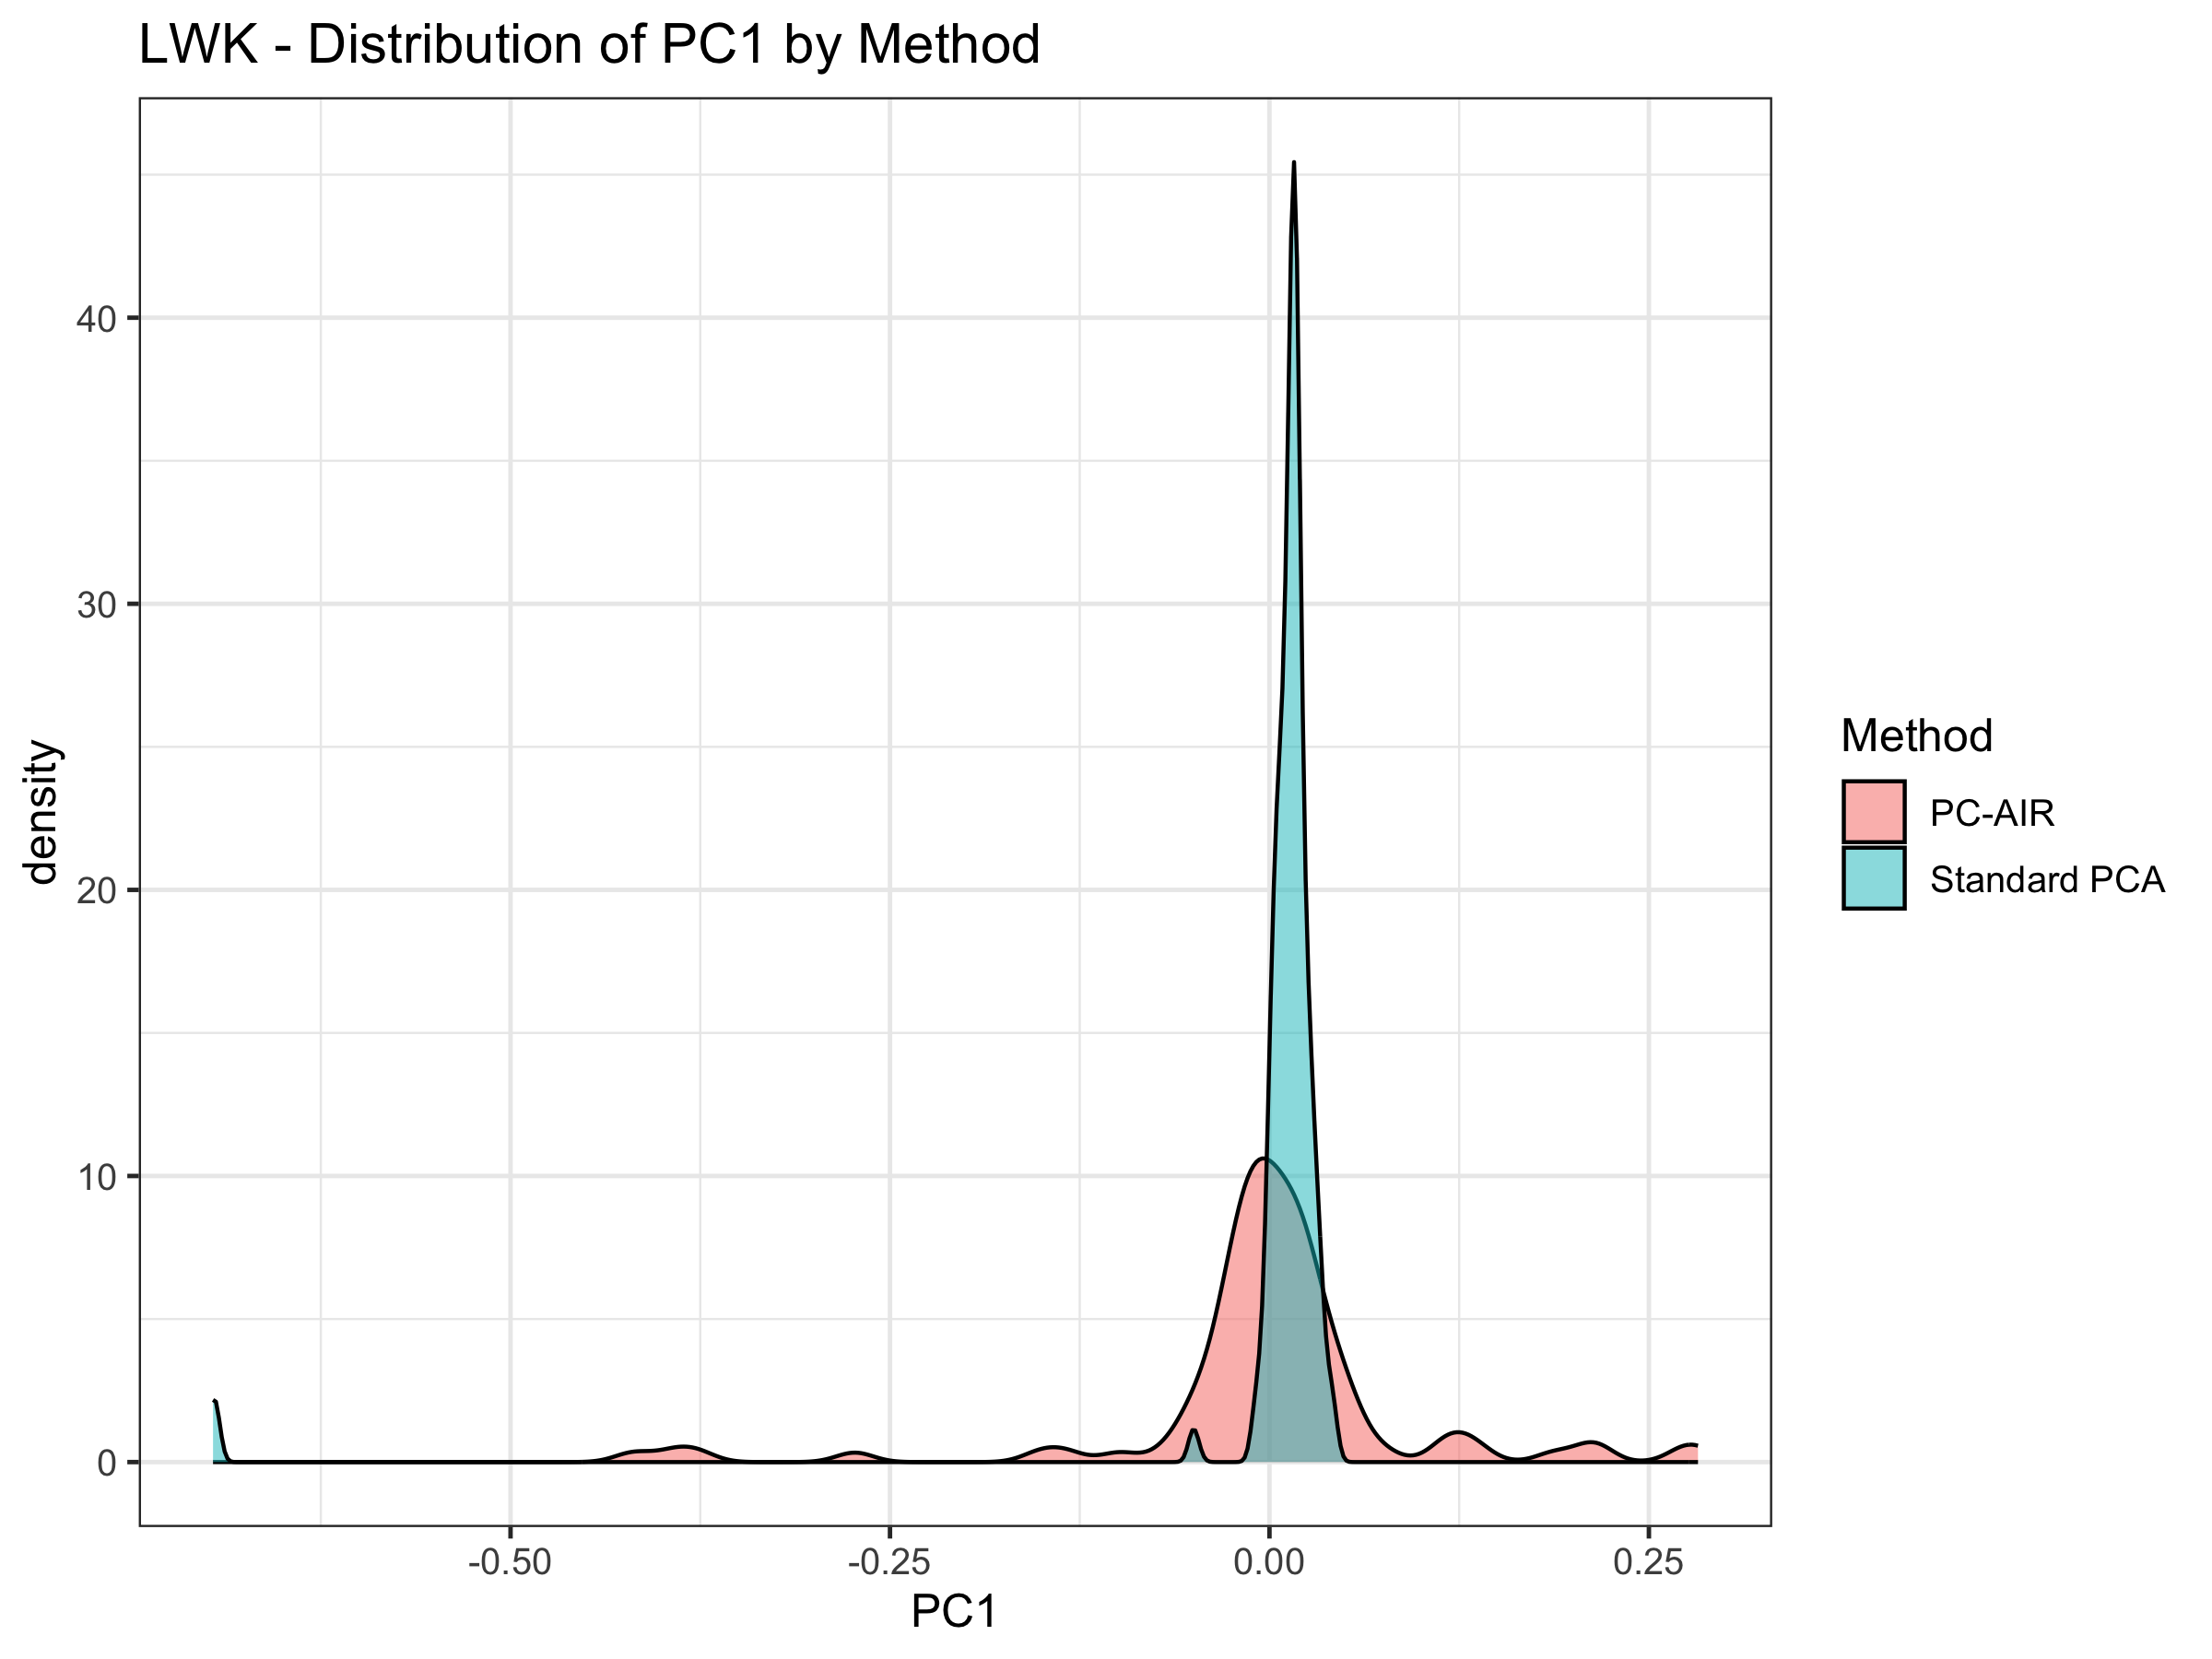 LWK - Distribution of PC1 by Method
40
30
20
10
0
density
-0.50
-0.25
0.00
0.25
PC1
Method
PC-AIR
Standard PCA